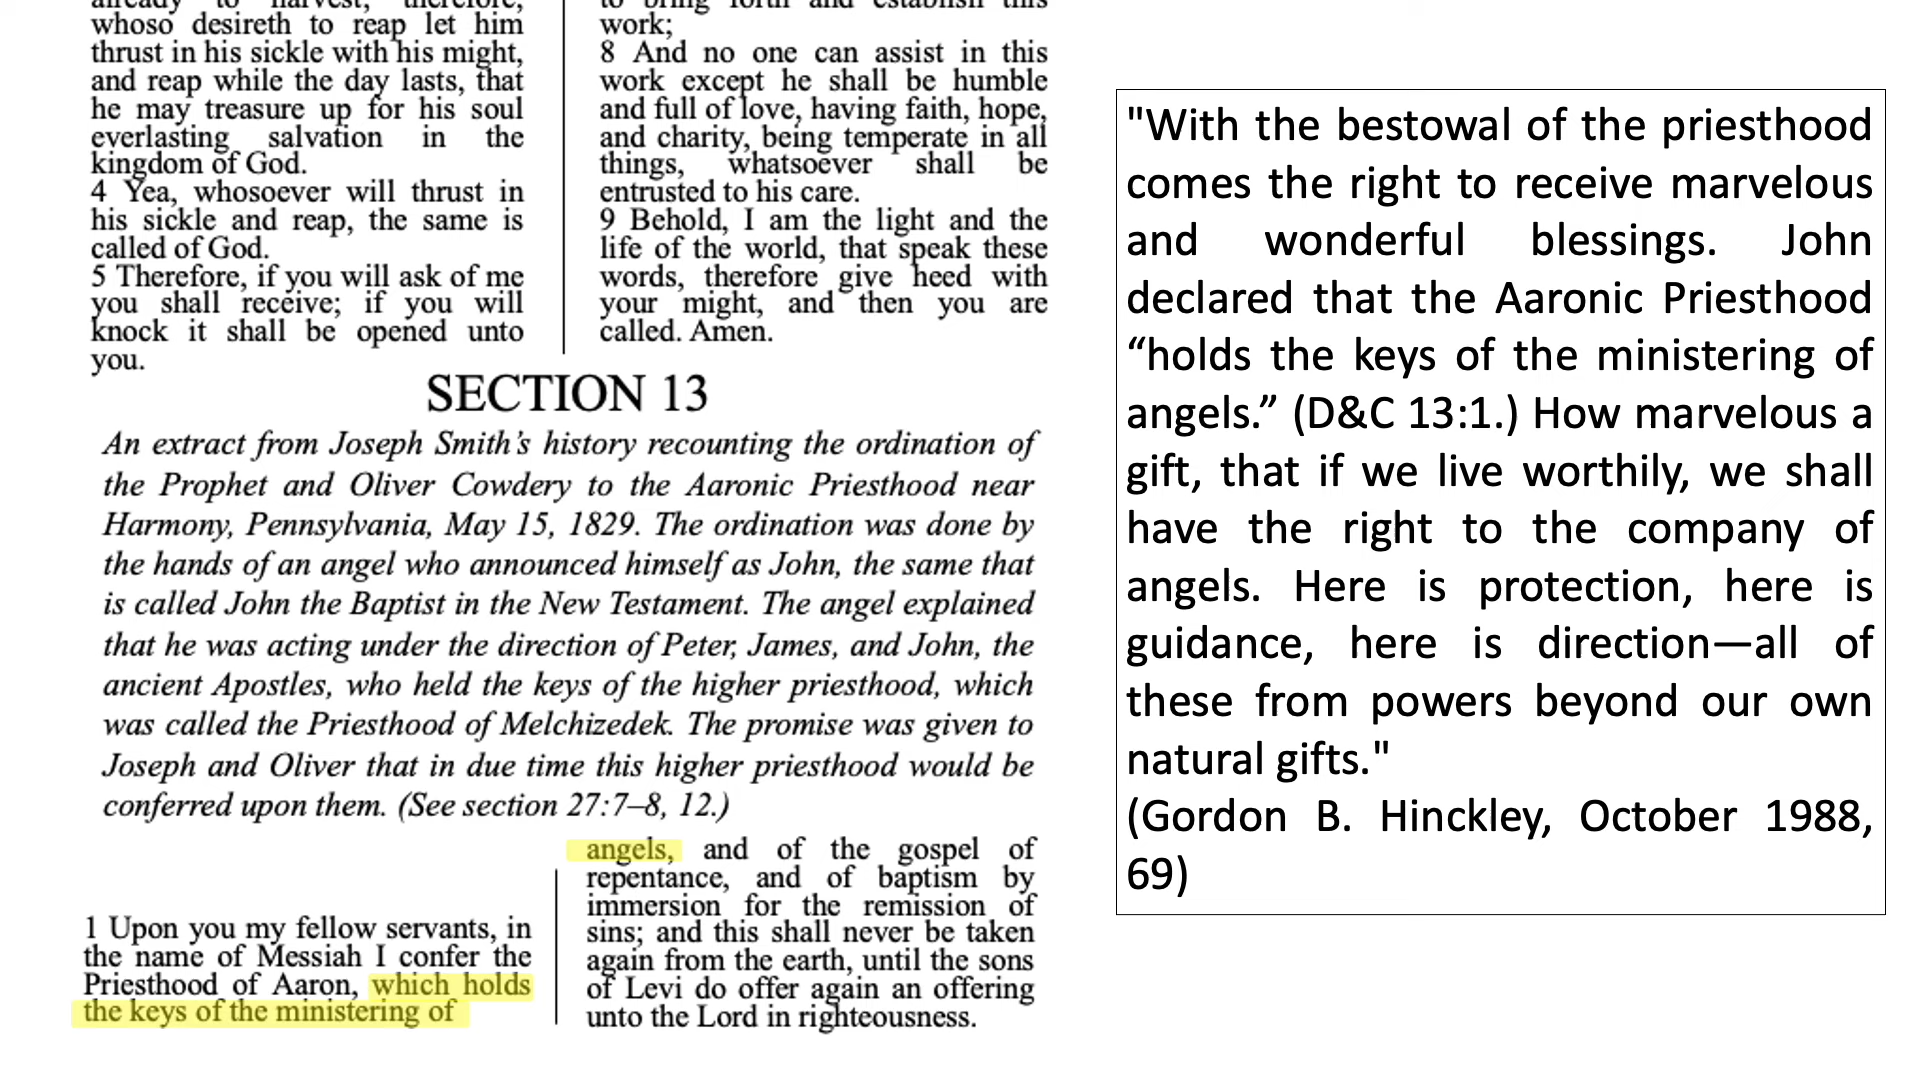 already to harvest; therefore,
whoso desireth to reap let him
thrust in his sickle with his might,
and reap while the day lasts, that
he may treasure up for his soul
everlasting salvation in the
kingdom of God.
4 Yea, whosoever will thrust in
his sickle and reap, the same is
called of God.
5 Therefore, if you will ask of me
you shall receive; if you will
knock it shall be opened unto
you.
to bring forth and establish this
work;
8 And no one can assist in this
work except he shall be humble
and full of love, having faith, hope,
and charity, being temperate in all
things, whatsoever shall be
entrusted to his care.
9 Behold, I am the light and the
life of the world, that speak these
words, therefore give heed with
your might, and then you are
called. Amen.
SECTION 13
An extract from Joseph Smith’s history recounting the ordination of
the Prophet and Oliver Cowdery to the Aaronic Priesthood near
Harmony, Pennsylvania, May 15, 1829. The ordination was done by
the hands of an angel who announced himself as John, the same that
is called John the Baptist in the New Testament. The angel explained
that he was acting under the direction of Peter, James, and John, the
ancient Apostles, who held the keys of the higher priesthood, which
was called the Priesthood of Melchizedek. The promise was given to
Joseph and Oliver that in due time this higher priesthood would be
conferred upon them. (See section 27:7–8, 12.)
1 Upon you my fellow servants, in
the name of Messiah I confer the
Priesthood of Aaron, which holds
the keys of the ministering of
angels, and of the gospel of
repentance, and of baptism by
immersion for the remission of
sins; and this shall never be taken
again from the earth, until the sons
of Levi do offer again an offering
unto the Lord in righteousness.
"With the bestowal of the priesthood
comes the right to receive marvelous
and wonderful blessings. John
declared that the Aaronic Priesthood
“holds the keys of the ministering of
angels.” (D&C 13:1.) How marvelous a
gift, that if we live worthily, we shall
have the right to the company of
angels. Here is protection, here is
guidance, here is direction—all of
these from powers beyond our own
natural gifts."
(Gordon B. Hinckley, October 1988,
69)